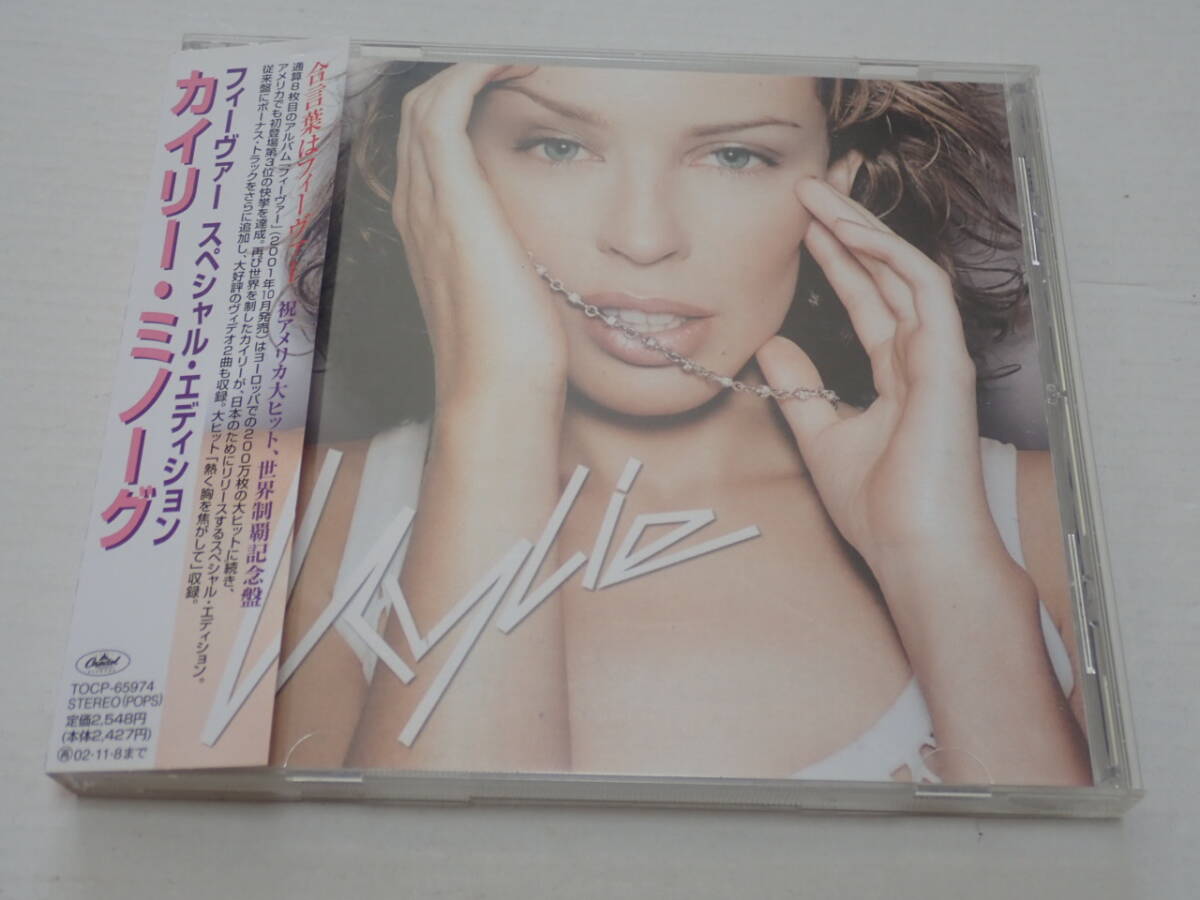 合言葉はフィーヴァー 祝アメリカ大ヒット、世界制覇記念盤
通算8枚目のアルバム「フィーヴァー」(2001年10月発売)はヨーロッパでの200万枚の大ヒットに続き、
アメリカでも初登場第3位の快挙を達成。再び世界を制したカイリーが、日本のためにリリースするスペシャル・エディション。
従来盤にボーナス・トラックをさらに追加し、大好評のヴィデオ2曲も収録。大ヒット「熱く胸を焦がして」収録。
フィーヴァー スペシャル・エディション
カイリー・ミノーグ
Capitol
TOCP-65974
STEREO(POPS)
定価2,548円
(本体2,427円)
㋐02・11・8まで
Kylie